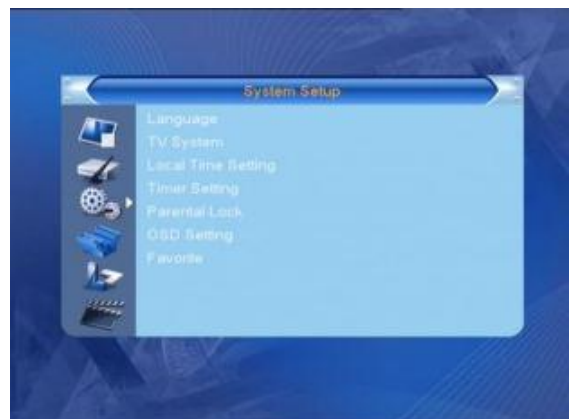 System Setup
Language
TV System
Local Time Setting
Timer Setting
Parental Lock
OSD Setting
Favorite